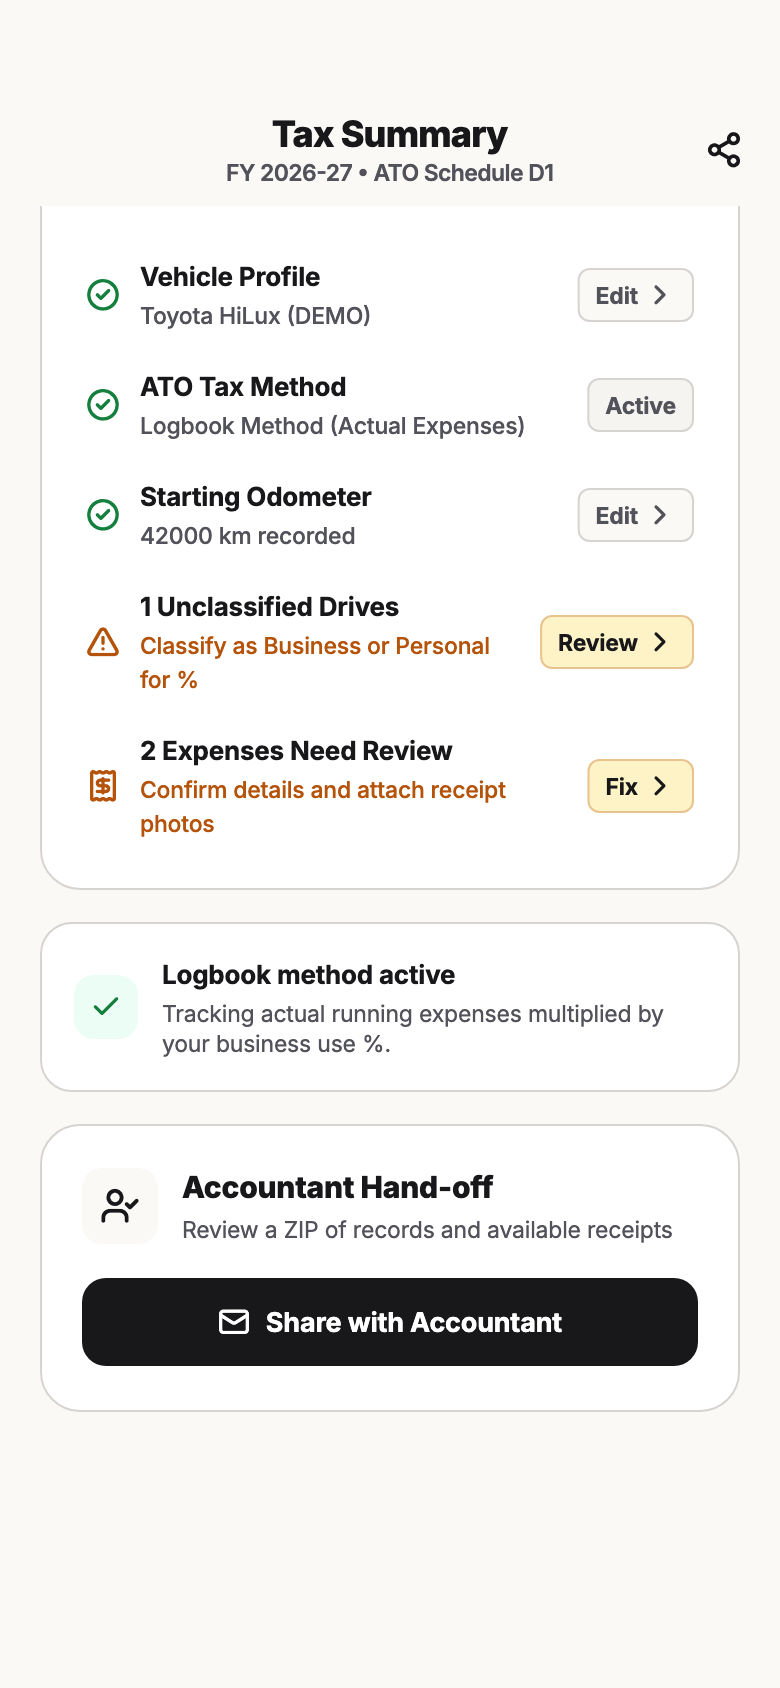 Tax Summary
FY 2026-27 • ATO Schedule D1
Vehicle Profile
Toyota HiLux (DEMO)
Edit
ATO Tax Method
Logbook Method (Actual Expenses)
Active
Starting Odometer
42000 km recorded
Edit
1 Unclassified Drives
Classify as Business or Personal
for %
Review
2 Expenses Need Review
Confirm details and attach receipt
photos
Fix
Logbook method active
Tracking actual running expenses multiplied by
your business use %.
Accountant Hand-off
Review a ZIP of records and available receipts
Share with Accountant